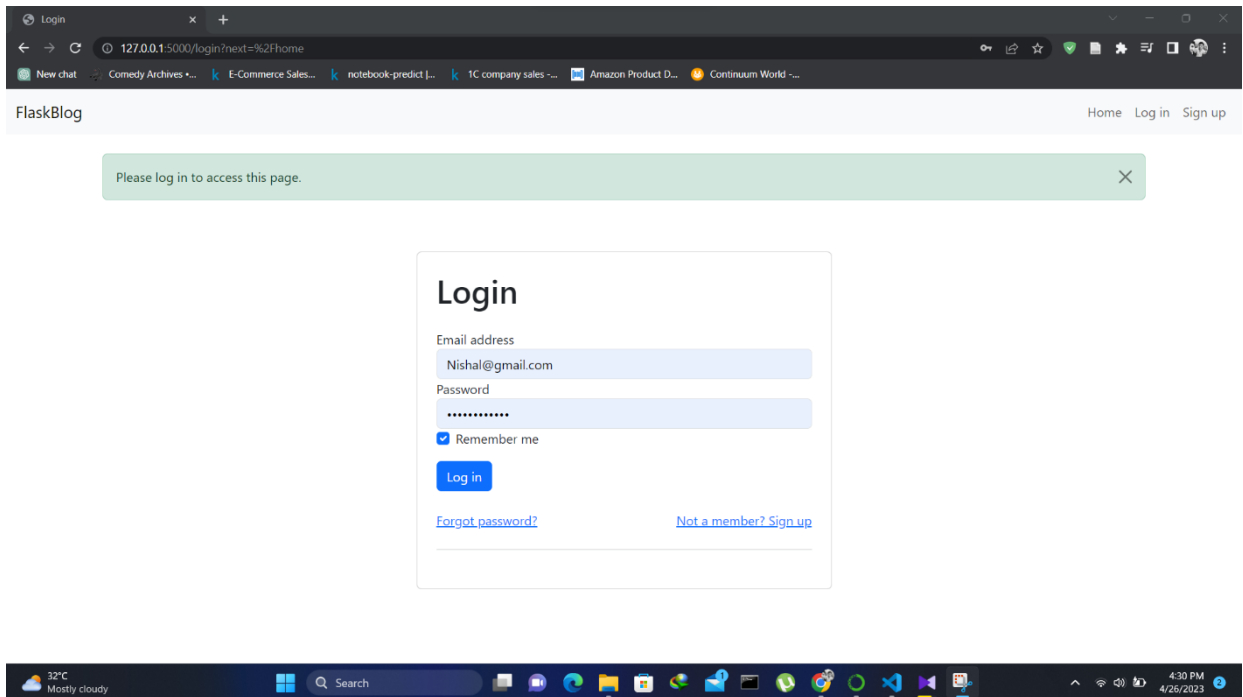 Login
127.0.0.1:5000/login?next=%2Fhome
New chat Comedy Archives •... E-Commerce Sales... notebook-predict |... 1C company sales -... Amazon Product D... Continuum World -...
FlaskBlog Home Log in Sign up
Please log in to access this page.
Login
Email address
Nishal@gmail.com
Password
••••••••••••
Remember me
Log in
Forgot password? Not a member? Sign up
32°C
Mostly cloudy
Search
4:30 PM
4/26/2023
2